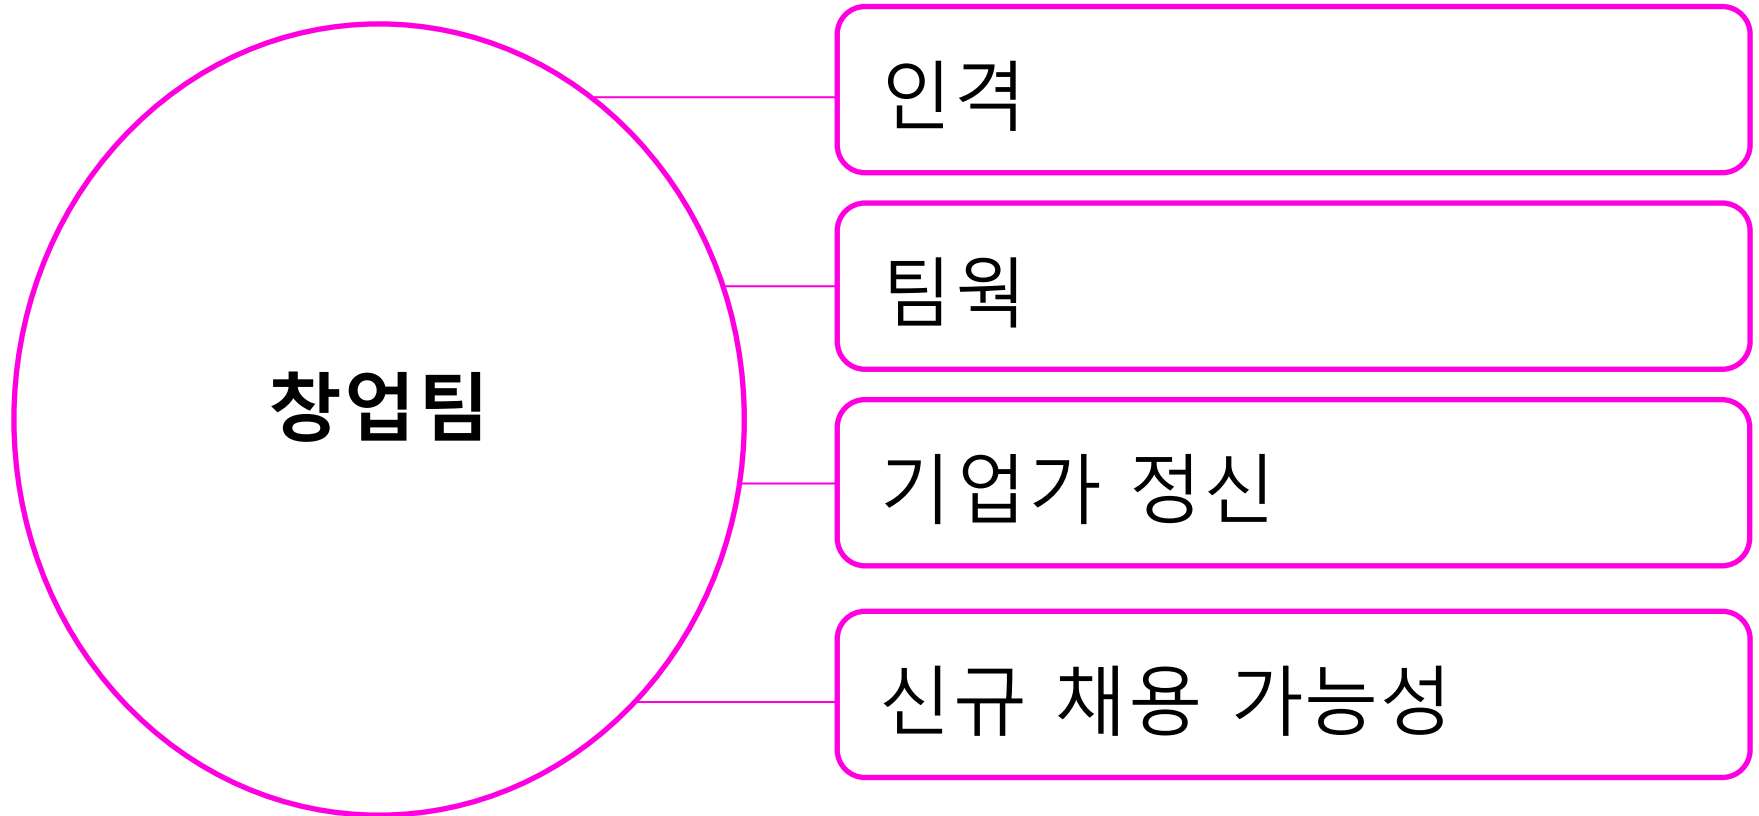 창업팀
인격
팀웍
기업가 정신
신규 채용 가능성